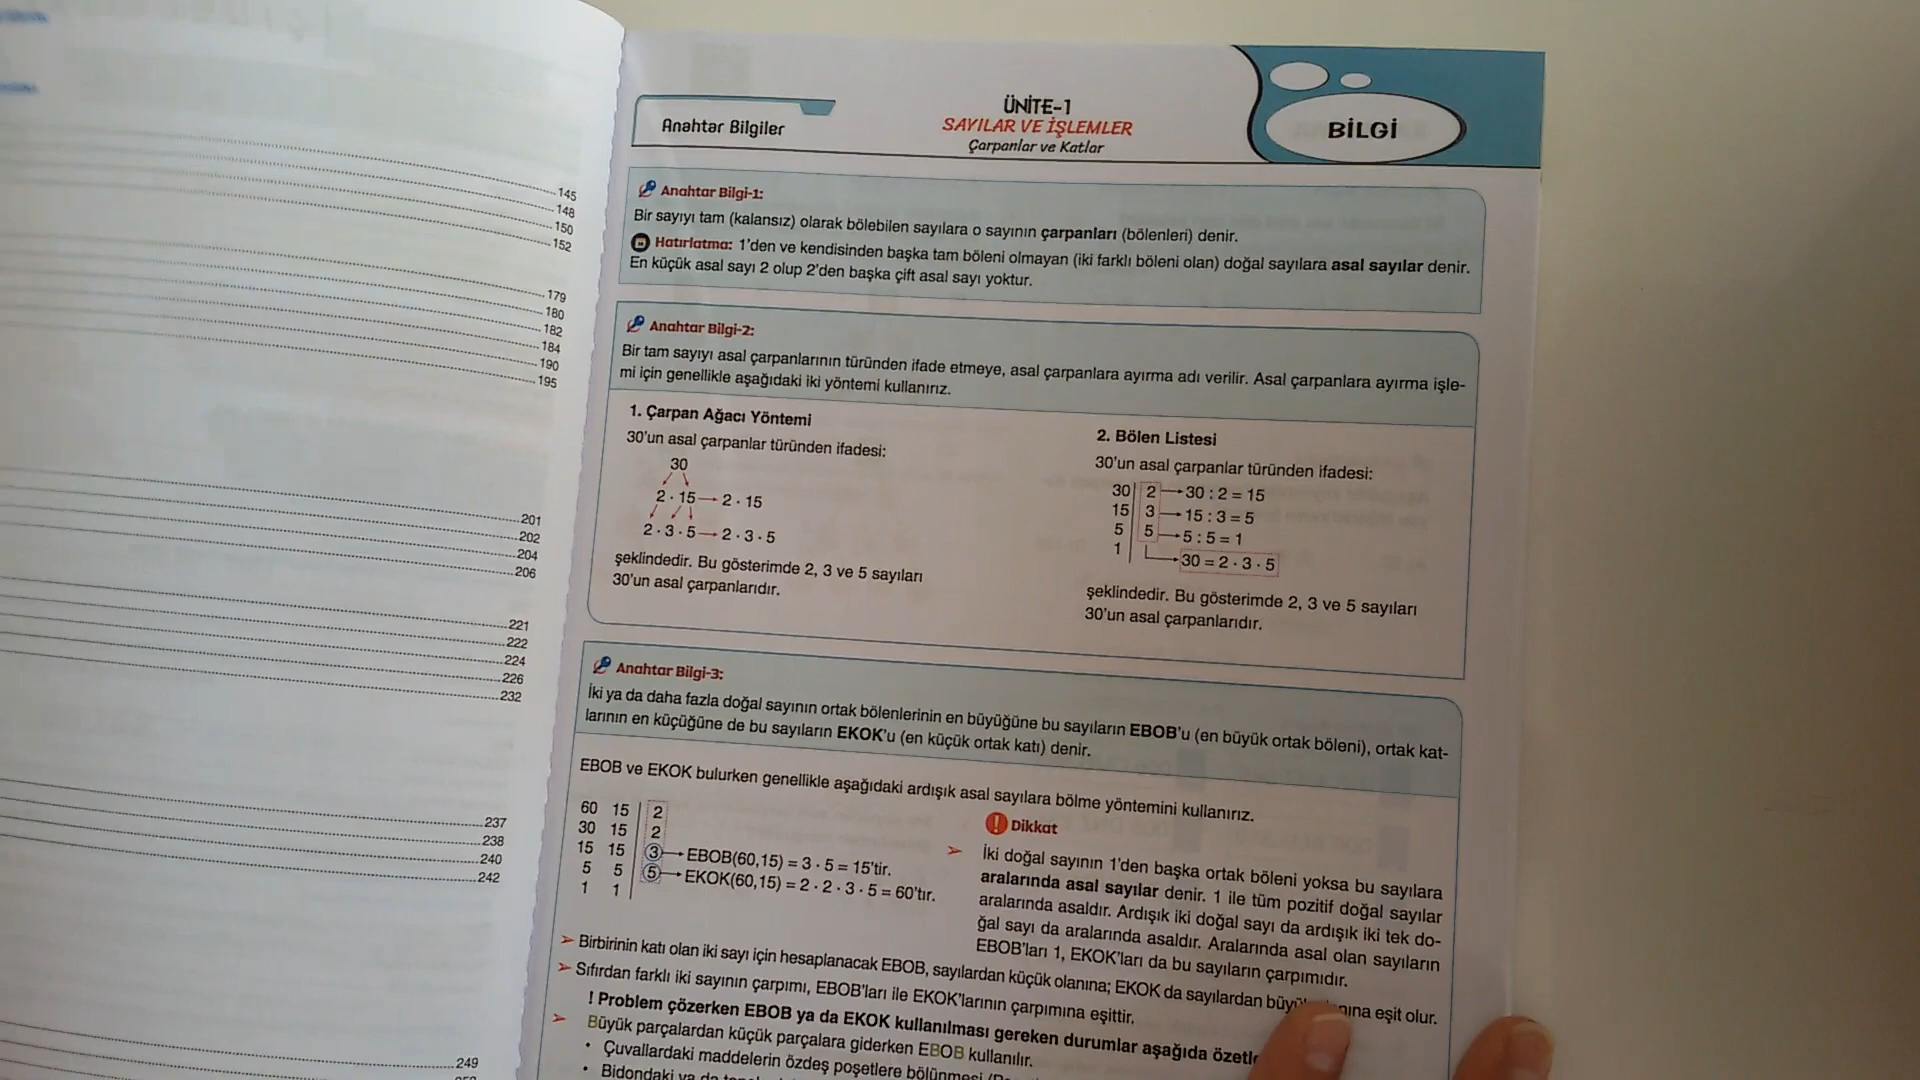 145
148
150
152
179
180
182
184
190
195
201
202
204
206
221
222
224
226
232
237
238
240
242
249
Anahtar Bilgiler
ÜNİTE-1
SAYILAR VE İŞLEMLER
Çarpanlar ve Katlar
BİLGİ
Anahtar Bilgi-1:
Bir sayıyı tam (kalansız) olarak bölebilen sayılara o sayının çarpanları (bölenleri) denir.
Hatırlatma: 1'den ve kendisinden başka tam böleni olmayan (iki farklı böleni olan) doğal sayılara asal sayılar denir.
En küçük asal sayı 2 olup 2'den başka çift asal sayı yoktur.
Anahtar Bilgi-2:
Bir tam sayıyı asal çarpanlarının türünden ifade etmeye, asal çarpanlara ayırma adı verilir. Asal çarpanlara ayırma işle-
mi için genellikle aşağıdaki iki yöntemi kullanırız.
1. Çarpan Ağacı Yöntemi
30'un asal çarpanlar türünden ifadesi:
30
2 · 15 → 2 · 15
2 · 3 · 5 → 2 · 3 · 5
şeklindedir. Bu gösterimde 2, 3 ve 5 sayıları
30'un asal çarpanlarıdır.
2. Bölen Listesi
30'un asal çarpanlar türünden ifadesi:
30 | 2 → 30 : 2 = 15
15 | 3 → 15 : 3 = 5
5 | 5 → 5 : 5 = 1
1 | → 30 = 2 · 3 · 5
şeklindedir. Bu gösterimde 2, 3 ve 5 sayıları
30'un asal çarpanlarıdır.
Anahtar Bilgi-3:
İki ya da daha fazla doğal sayının ortak bölenlerinin en büyüğüne bu sayıların EBOB'u (en büyük ortak böleni), ortak kat-
larının en küçüğüne de bu sayıların EKOK'u (en küçük ortak katı) denir.
EBOB ve EKOK bulurken genellikle aşağıdaki ardışık asal sayılara bölme yöntemini kullanırız.
60 15 | 2
30 15 | 2
15 15 | 3 → EBOB(60,15) = 3 · 5 = 15'tir.
5 5 | 5 → EKOK(60,15) = 2 · 2 · 3 · 5 = 60'tır.
1 1
! Dikkat
➢ İki doğal sayının 1'den başka ortak böleni yoksa bu sayılara
aralarında asal sayılar denir. 1 ile tüm pozitif doğal sayılar
aralarında asaldır. Ardışık iki doğal sayı da ardışık iki tek do-
ğal sayı da aralarında asaldır. Aralarında asal olan sayıların
EBOB'ları 1, EKOK'ları da bu sayıların çarpımıdır.
➢ Birbirinin katı olan iki sayı için hesaplanacak EBOB, sayılardan küçük olanına; EKOK da sayılardan eşit olur.
➢ Sıfırdan farklı iki sayının çarpımı, EBOB'ları ile EKOK'larının çarpımına eşittir.
! Problem çözerken EBOB ya da EKOK kullanılması gereken durumlar aşağıda
➢ Büyük parçalardan küçük parçalara giderken EBOB kullanılır.
• Çuvallardaki maddelerin özdeş poşetlere bölünmesi
• Bidondaki ya da